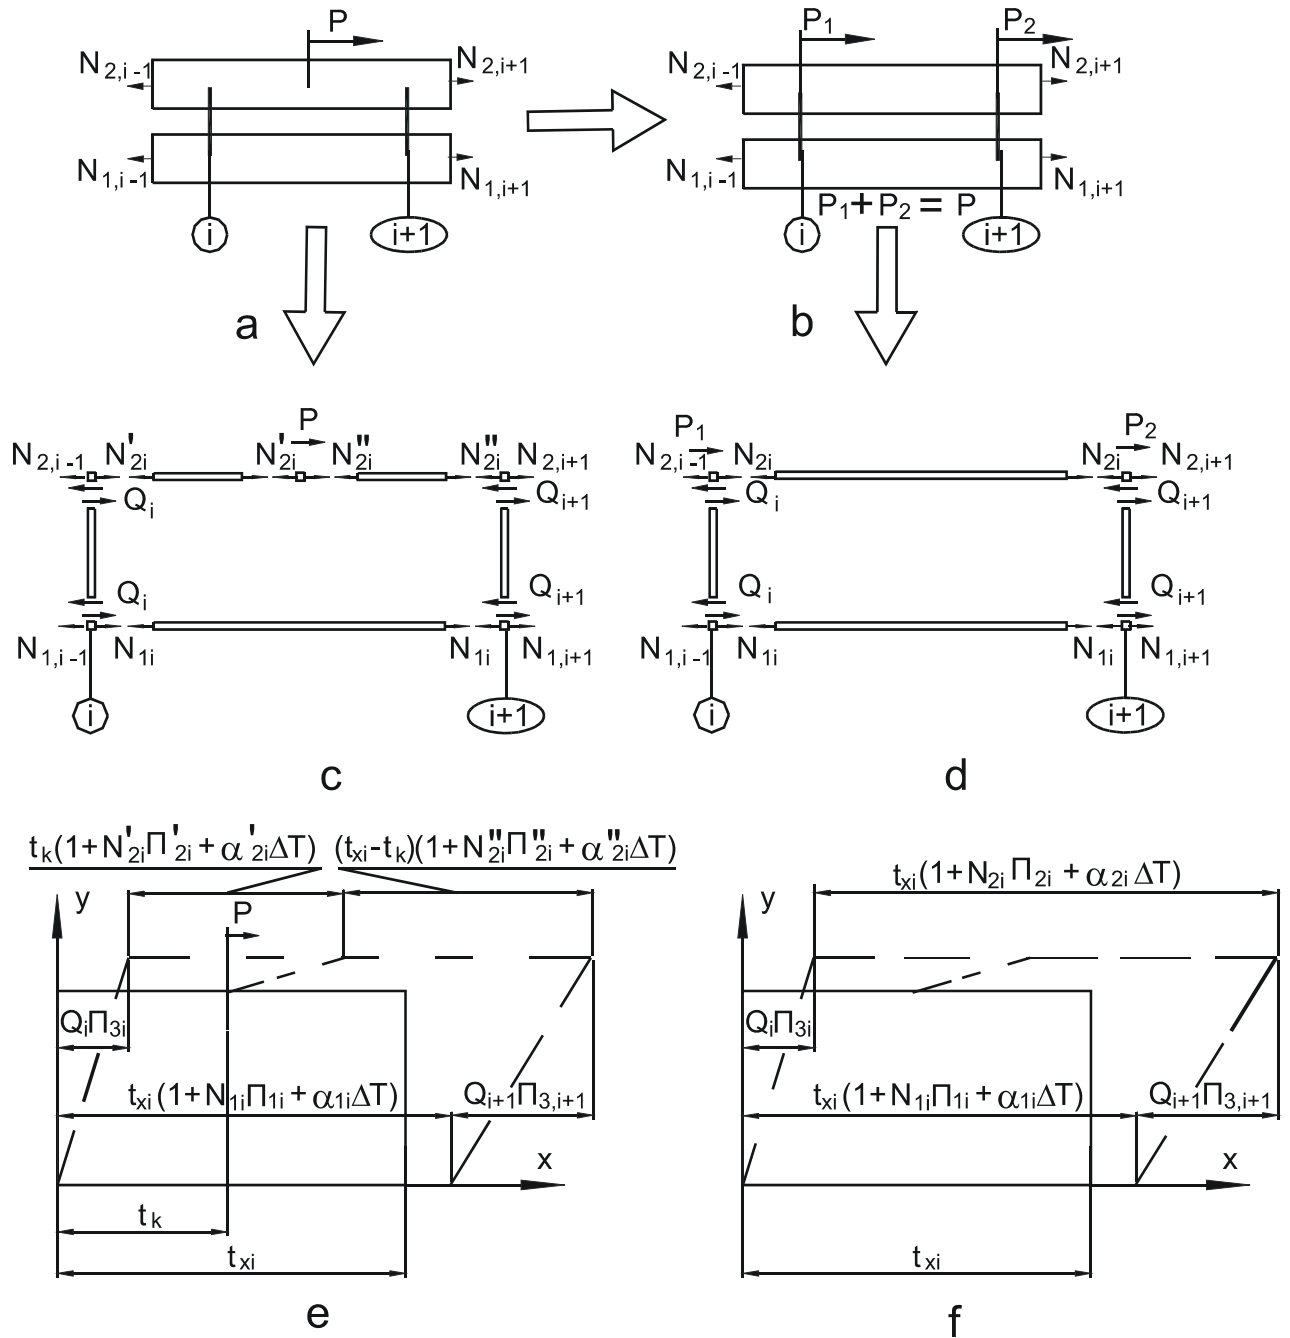 P
N2,i-1 N2,i+1
N1,i-1 N1,i+1
i i+1
a
P1 P2
N2,i-1 N2,i+1
N1,i-1 N1,i+1
P1+P2 = P
i i+1
b
P
N2,i-1 N'2i N'2i N"2i N"2i N2,i+1
Qi Qi+1
Qi Qi+1
N1,i-1 N1i N1i N1,i+1
i i+1
c
P1 P2
N2,i-1 N2i N2i N2,i+1
Qi Qi+1
Qi Qi+1
N1,i-1 N1i N1i N1,i+1
i i+1
d
tk(1+N'2iΠ'2i+α'2iΔT) (txi-tk)(1+N"2iΠ"2i+α"2iΔT)
y P
QiΠ3i
txi(1+N1iΠ1i+α1iΔT) Qi+1Π3,i+1
x
tk
txi
e
txi(1+N2iΠ2i+α2iΔT)
y
QiΠ3i
txi(1+N1iΠ1i+α1iΔT) Qi+1Π3,i+1
x
txi
f